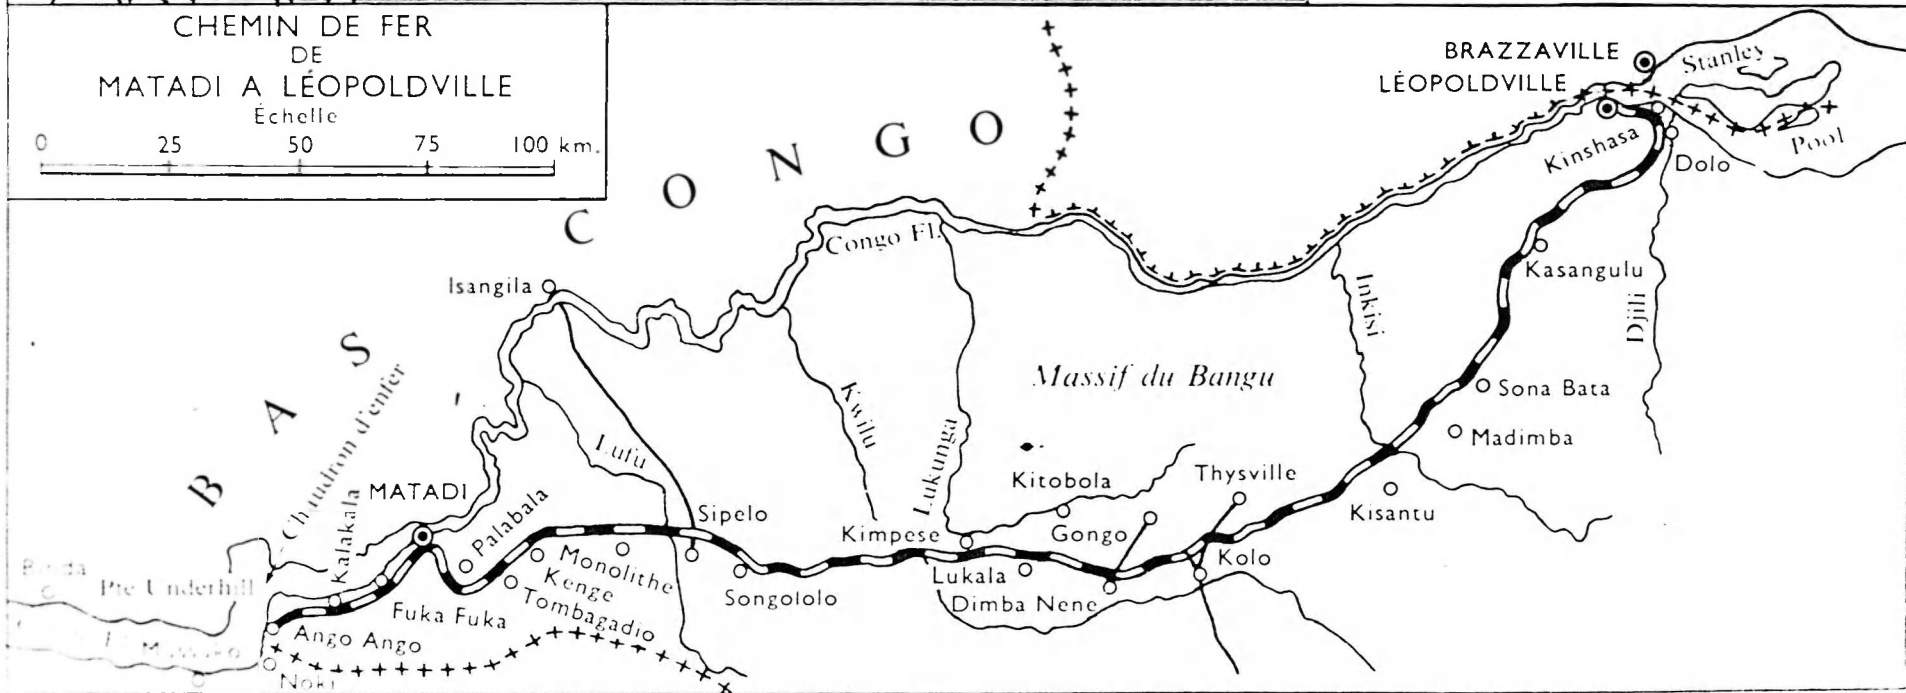 CHEMIN DE FER
DE
MATADI A LÉOPOLDVILLE
Échelle
0 25 50 75 100 km.
BAS CONGO
BRAZZAVILLE
LÉOPOLDVILLE
Stanley
Pool
Kinshasa
Dolo
Congo Fl.
Isangila
Kasangulu
Inkisi
Djili
Massif du Bangu
Sona Bata
Madimba
Kwilu
Lukunga
Lufu
Chaudron d'enfer
Kalakala
MATADI
Palabala
Sipelo
Kimpese
Kitobola
Gongo
Thysville
Kisantu
Kolo
Monolithe
Kenge
Tombagadio
Songololo
Lukala
Dimba Nene
Fuka Fuka
Pte Underhill
Ango Ango
Noki